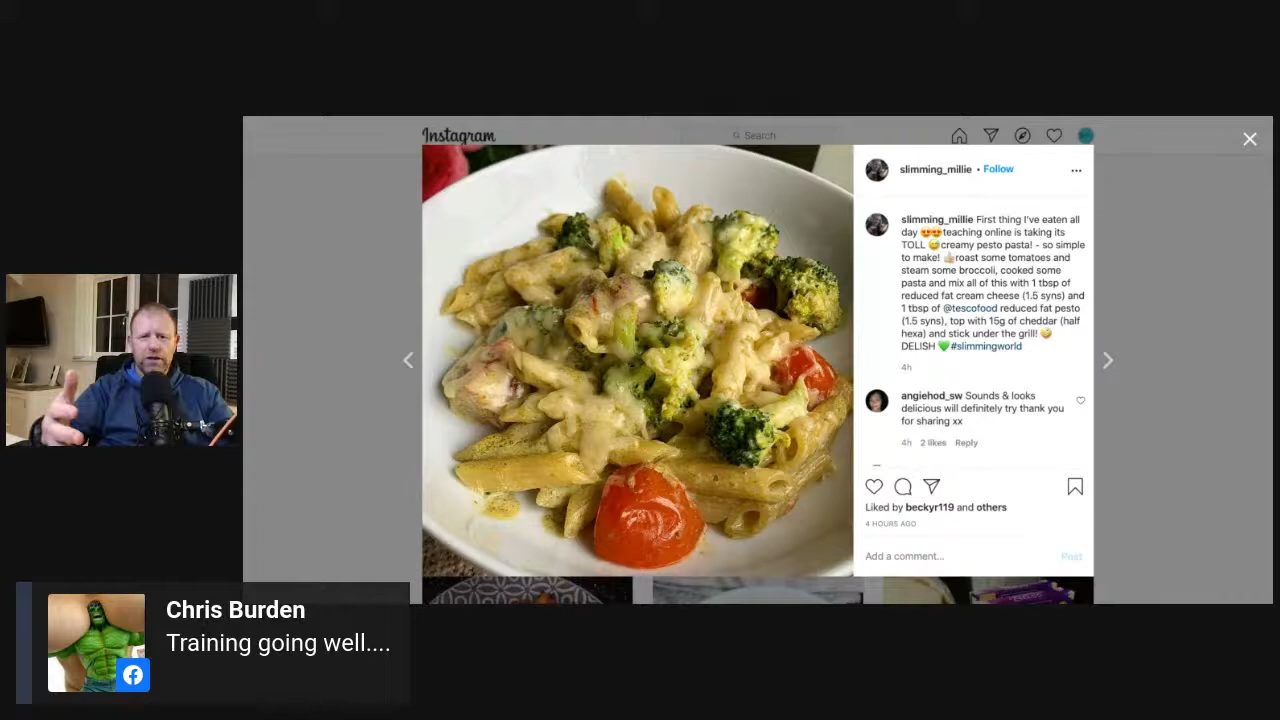 Instagram
Search
slimming_millie • Follow
slimming_millie First thing I've eaten all
day 😍😍teaching online is taking its
TOLL 😅creamy pesto pasta! - so simple
to make! 👍🏼roast some tomatoes and
steam some broccoli, cooked some
pasta and mix all of this with 1 tbsp of
reduced fat cream cheese (1.5 syns) and
1 tbsp of @tescofood reduced fat pesto
(1.5 syns), top with 15g of cheddar (half
hexa) and stick under the grill! 🤪
DELISH 💚#slimmingworld
4h
angiehod_sw Sounds & looks
delicious will definitely try thank you
for sharing xx
4h 2 likes Reply
Liked by beckyr119 and others
4 HOURS AGO
Add a comment... Post
Chris Burden
Training going well....